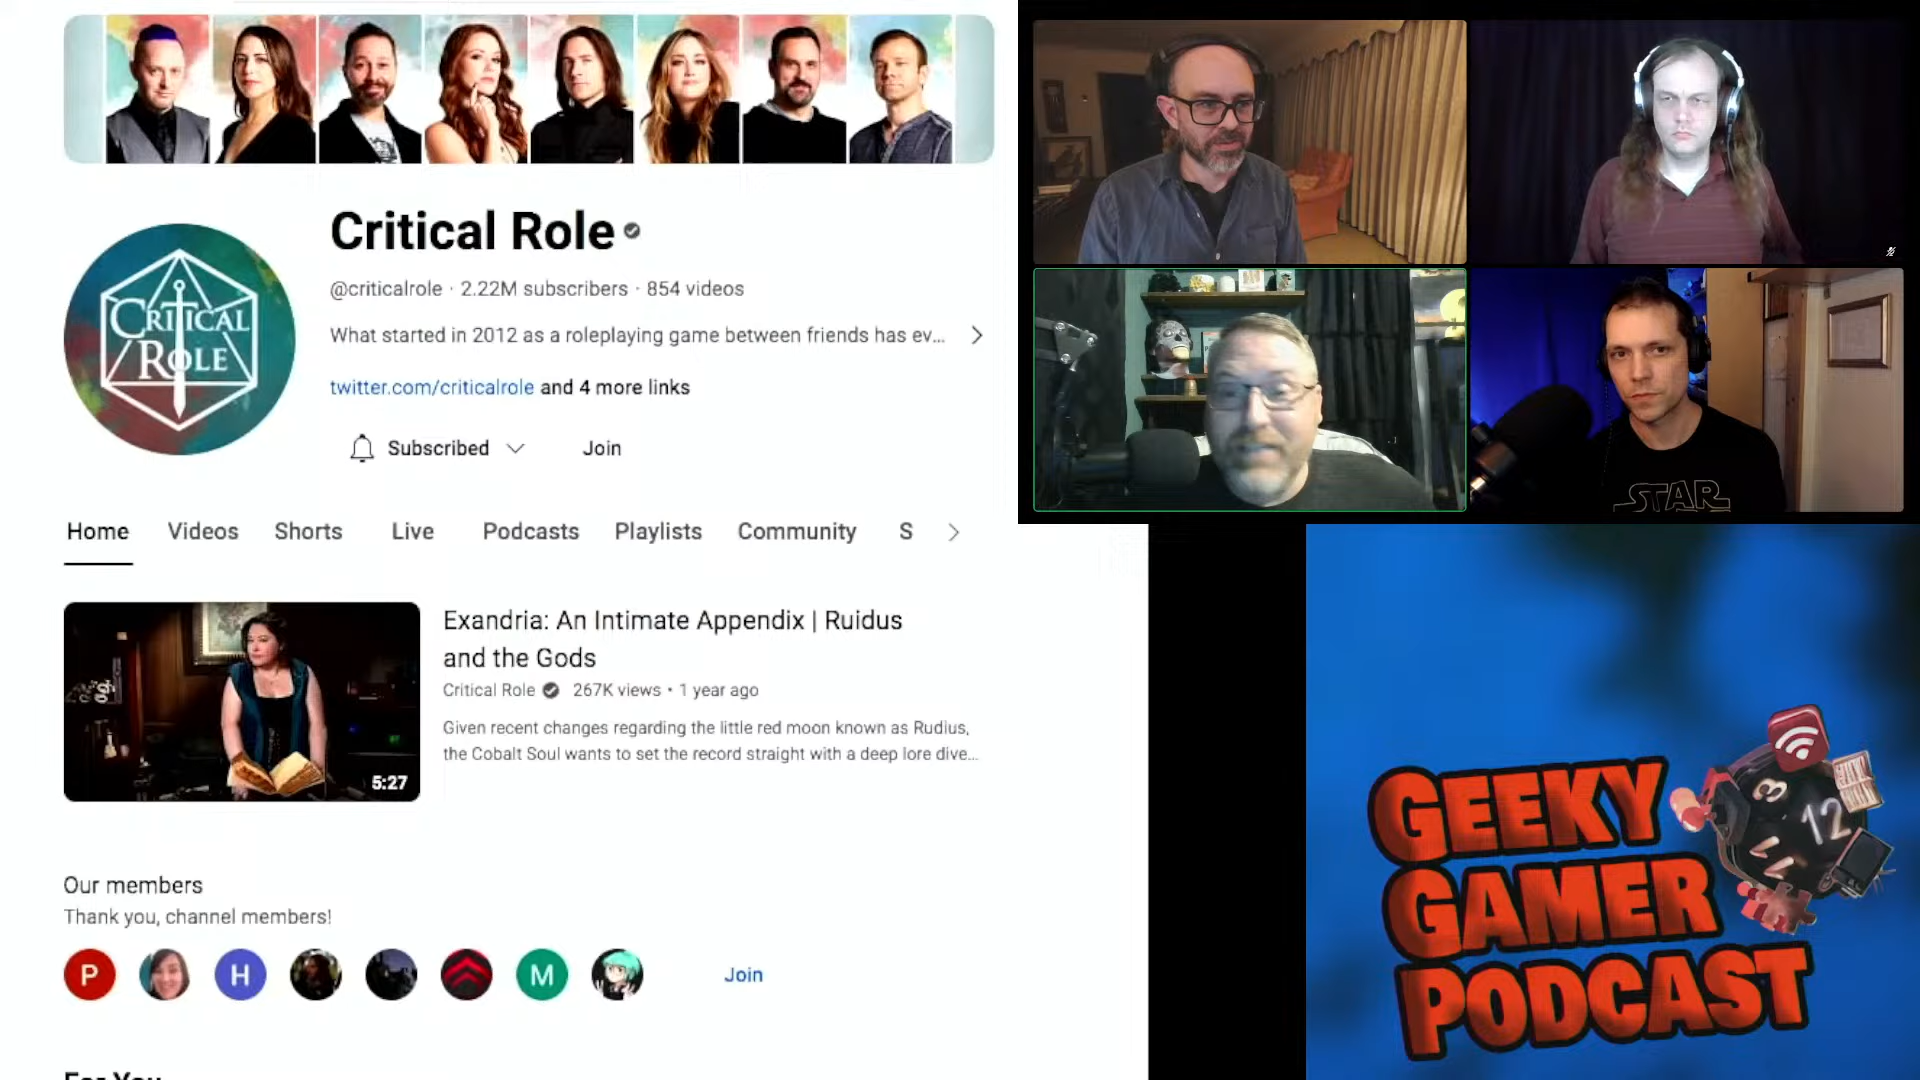 Critical Role
@criticalrole · 2.22M subscribers · 854 videos
What started in 2012 as a roleplaying game between friends has ev...
twitter.com/criticalrole and 4 more links
Subscribed
Join
CRITICAL
ROLE
Home Videos Shorts Live Podcasts Playlists Community S
Exandria: An Intimate Appendix | Ruidus
and the Gods
Critical Role 267K views • 1 year ago
Given recent changes regarding the little red moon known as Rudius,
the Cobalt Soul wants to set the record straight with a deep lore dive...
5:27
Our members
Thank you, channel members!
P
H
M
Join
For You
STAR
GEEKY
GAMER
PODCAST
12